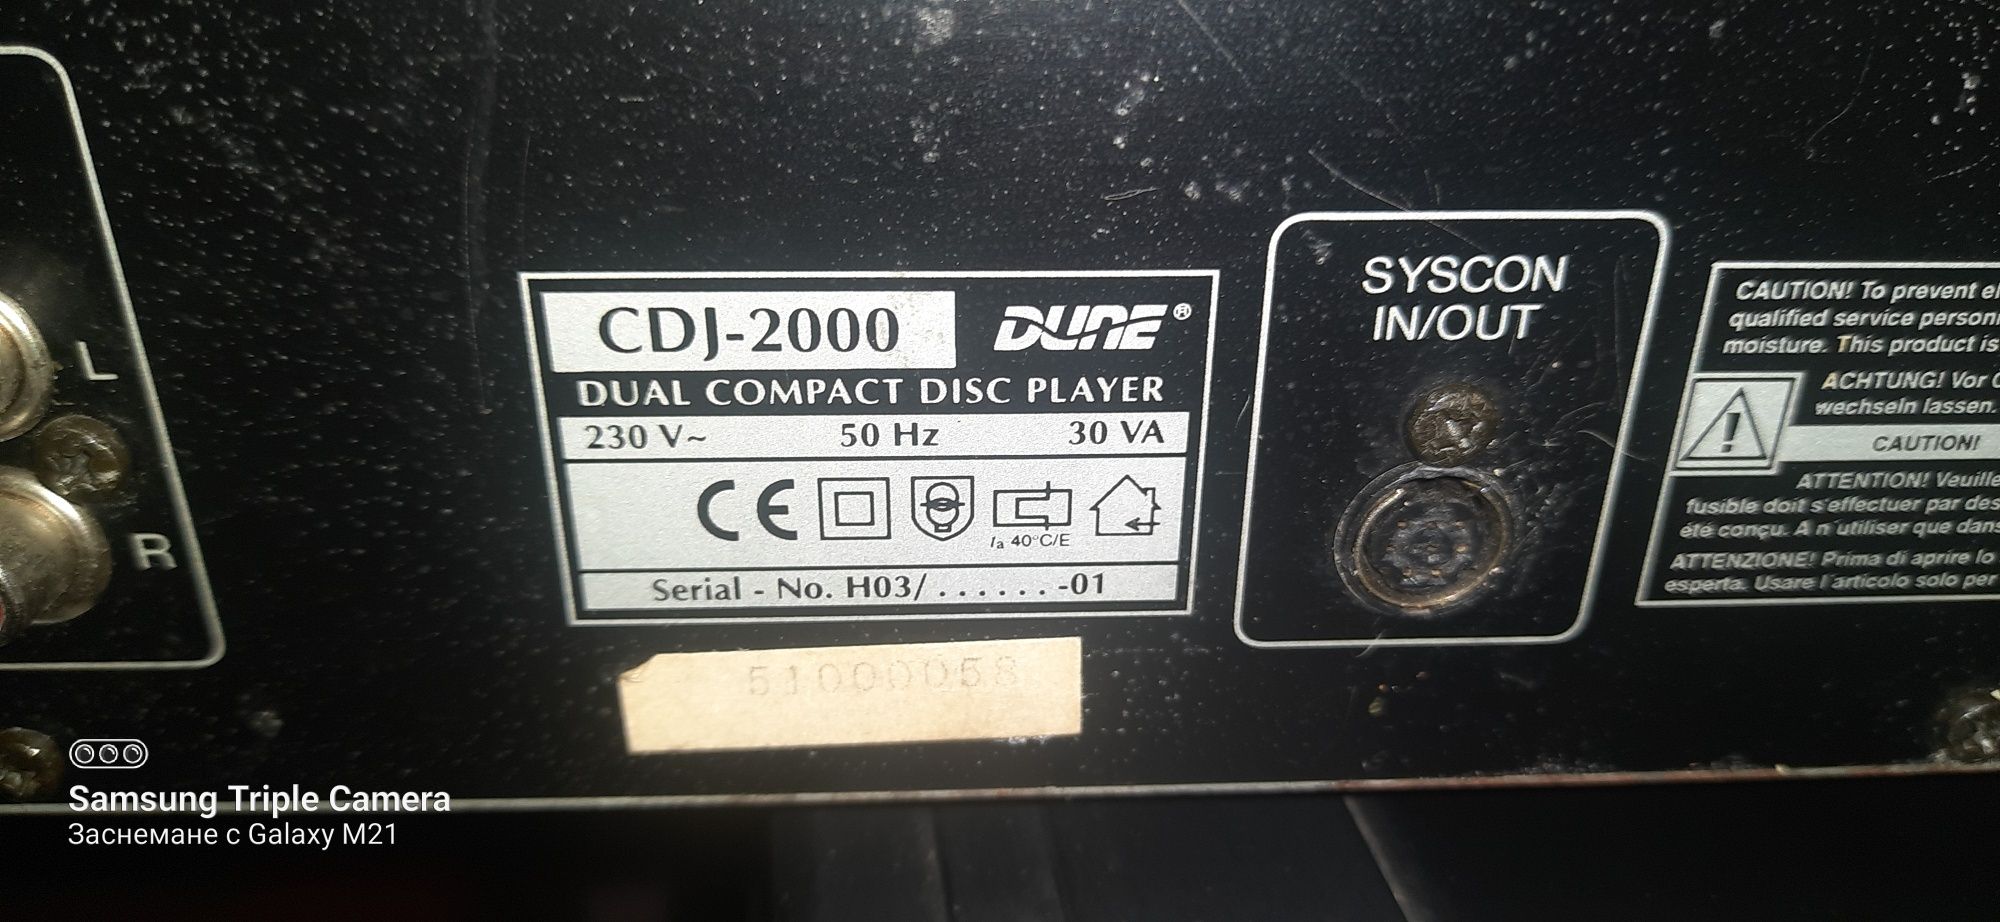 L
R
CDJ-2000 DUNE®
DUAL COMPACT DISC PLAYER
230 V~ 50 Hz 30 VA
CE
Ia 40°C/E
Serial - No. H03/ . . . . . . -01
51000058
SYSCON
IN/OUT
CAUTION! To prevent el
qualified service personn
moisture. This product is
ACHTUNG! Vor
wechseln lassen.
CAUTION!
ATTENTION! Veuille
fusible doit s'effectuer par des
été conçu. A n'utiliser que dans
ATTENZIONE! Prima di aprire lo
esperta. Usare l'articolo solo per
Samsung Triple Camera
Заснемане с Galaxy M21